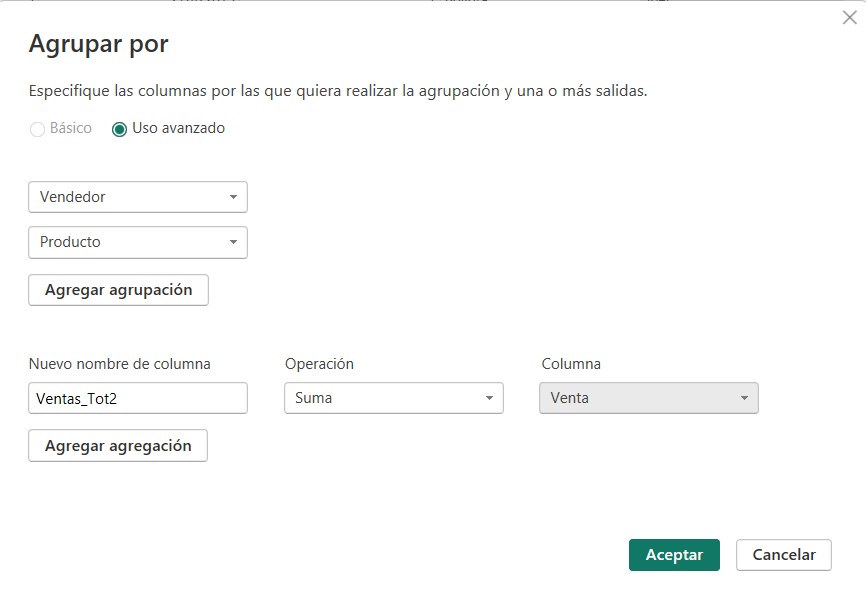 Agrupar por
Especifique las columnas por las que quiera realizar la agrupación y una o más salidas.
Básico Uso avanzado
Vendedor
Producto
Agregar agrupación
Nuevo nombre de columna Operación Columna
Ventas_Tot2 Suma Venta
Agregar agregación
Aceptar Cancelar